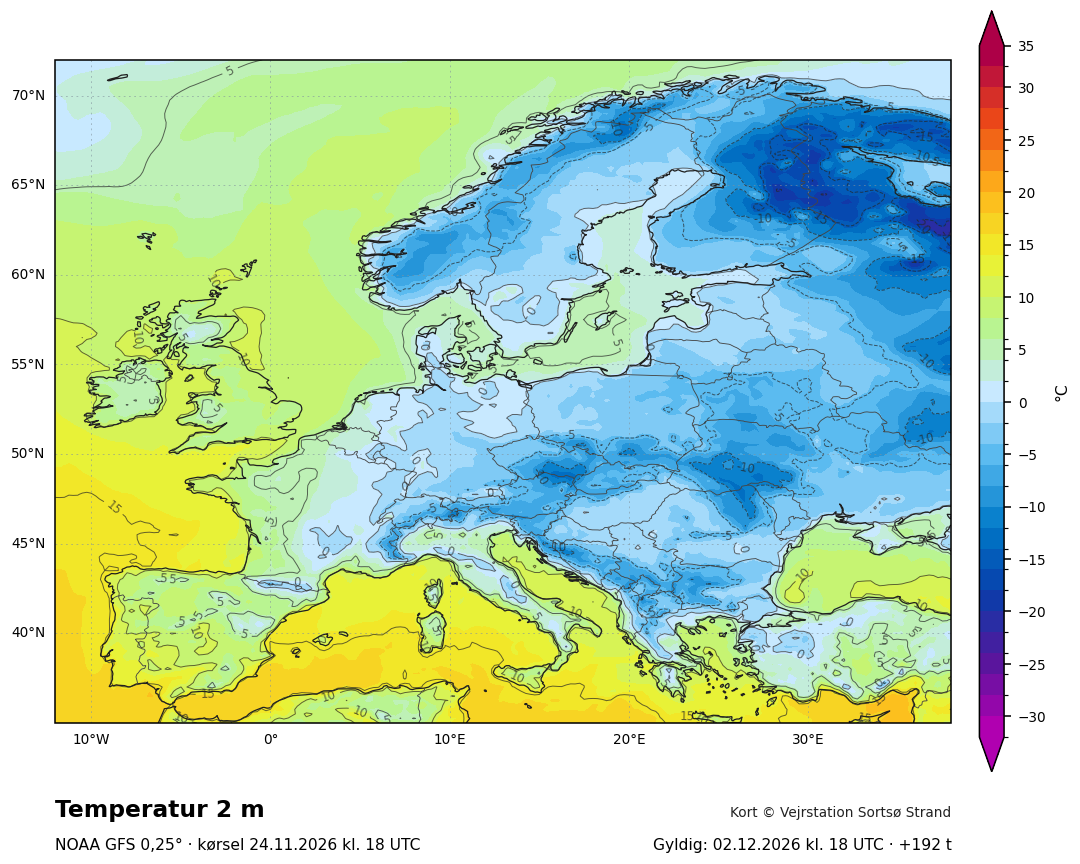 70°N
65°N
60°N
55°N
50°N
45°N
40°N
10°W
0°
10°E
20°E
30°E
35
30
25
20
15
10
5
0
−5
−10
−15
−20
−25
−30
°C
Temperatur 2 m
Kort © Vejrstation Sortsø Strand
NOAA GFS 0,25° · kørsel 24.11.2026 kl. 18 UTC
Gyldig: 02.12.2026 kl. 18 UTC · +192 t